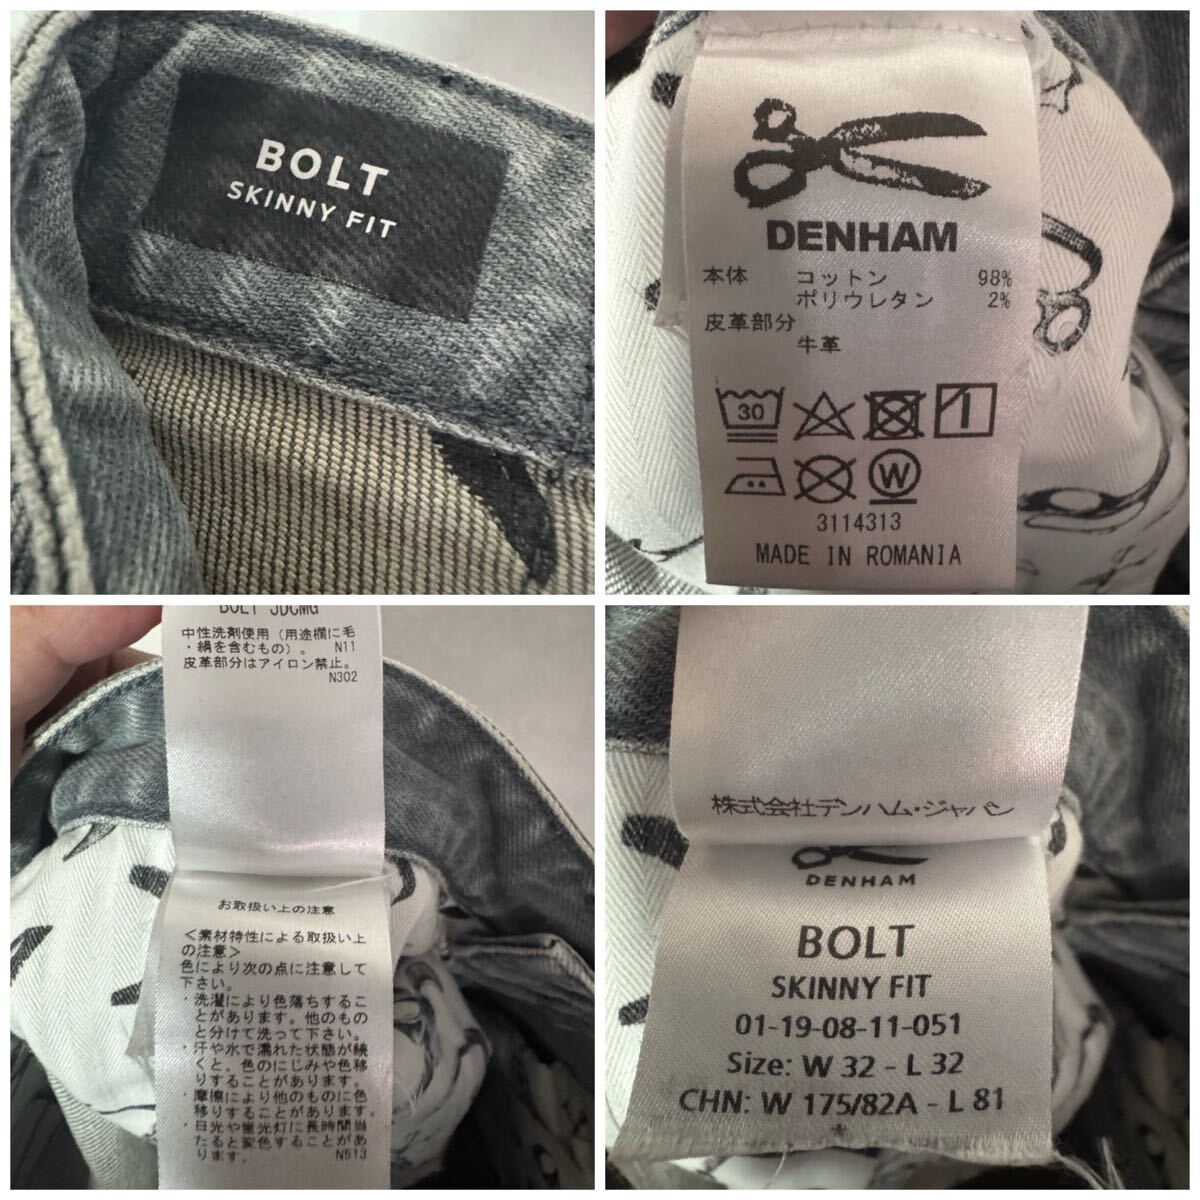 BOLT
SKINNY FIT
DENHAM
本体 コットン 98%
ポリウレタン 2%
皮革部分
牛革
30
W
3114313
MADE IN ROMANIA
BOLT JDCMG
中性洗剤使用（用途欄に毛
・絹を含むもの）。 N11
皮革部分はアイロン禁止。
N302
お取扱い上の注意
＜素材特性による取扱い上
の注意＞
色により次の点に注意して
下さい。
・洗濯により色落ちするこ
とがあります。他のもの
と分けて洗って下さい。
・汗や水で濡れた状態が続
くと、色のにじみや色移
りすることがあります。
・摩擦により他のものに色
移りすることがあります。
・日光や蛍光灯に長時間当
たると変色することがあ
ります。 N513
株式会社デンハム・ジャパン
DENHAM
BOLT
SKINNY FIT
01-19-08-11-051
Size: W 32 - L 32
CHN: W 175/82A - L 81